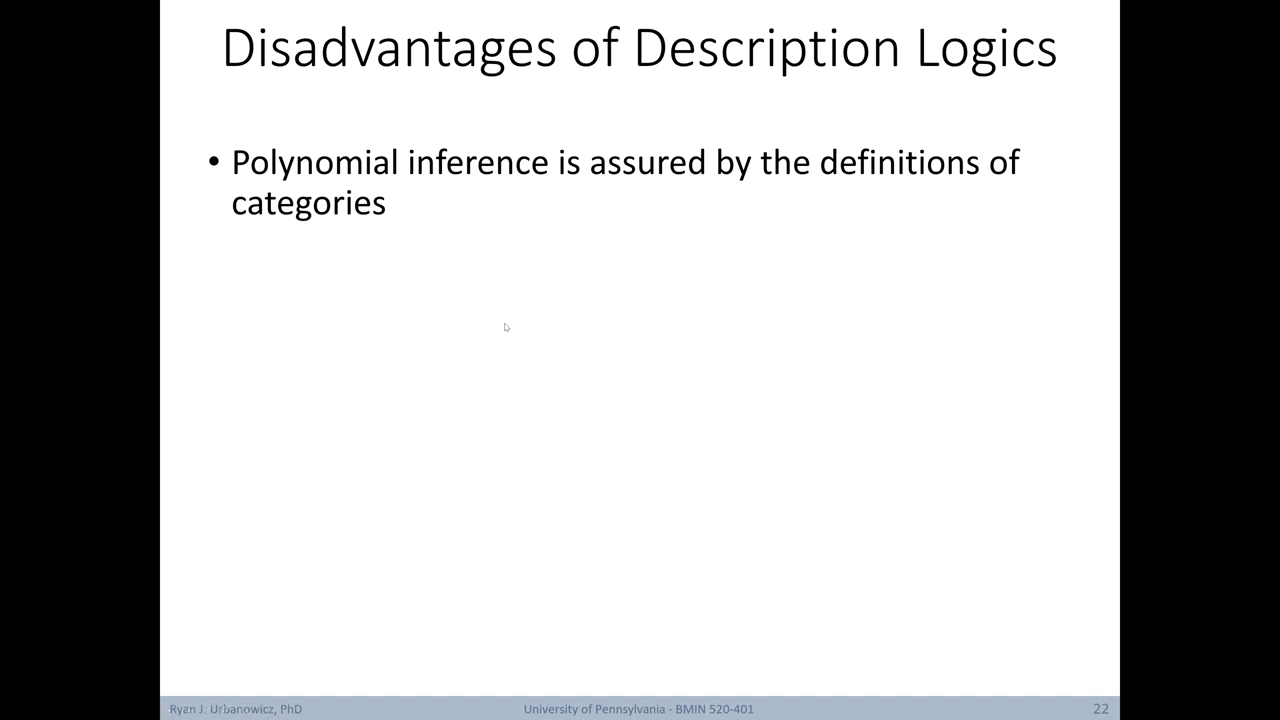 Disadvantages of Description Logics
• Polynomial inference is assured by the definitions of
categories
Ryan J. Urbanowicz, PhD
University of Pennsylvania - BMIN 520-401
22